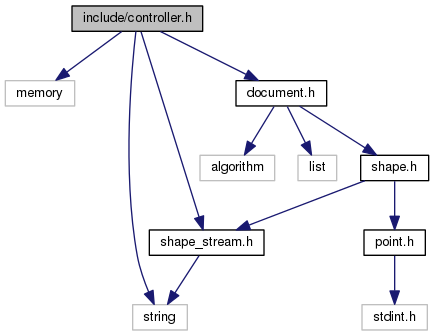 include/controller.h
memory
document.h
algorithm
list
shape.h
shape_stream.h
point.h
string
stdint.h